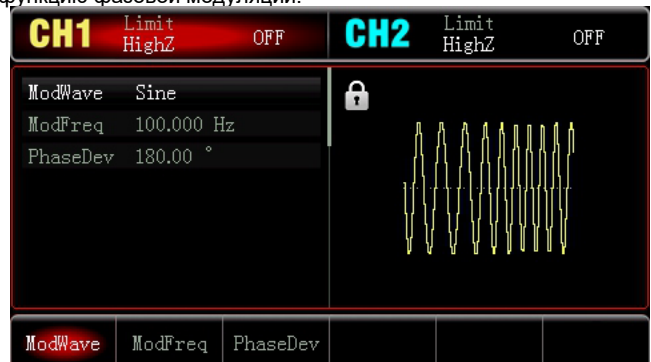 функцию фазовой модуляции.
CH1 Limit HighZ OFF CH2 Limit HighZ OFF
ModWave Sine
ModFreq 100.000 Hz
PhaseDev 180.00 °
ModWave ModFreq PhaseDev